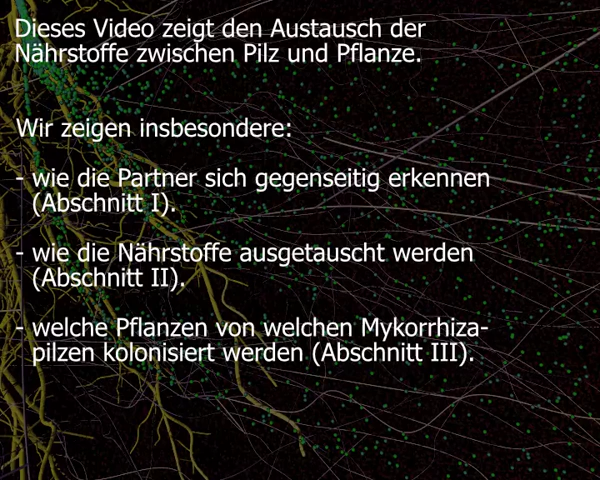 Dieses Video zeigt den Austausch der
Nährstoffe zwischen Pilz und Pflanze.
Wir zeigen insbesondere:
- wie die Partner sich gegenseitig erkennen
(Abschnitt I).
- wie die Nährstoffe ausgetauscht werden
(Abschnitt II).
- welche Pflanzen von welchen Mykorrhiza-
pilzen kolonisiert werden (Abschnitt III).